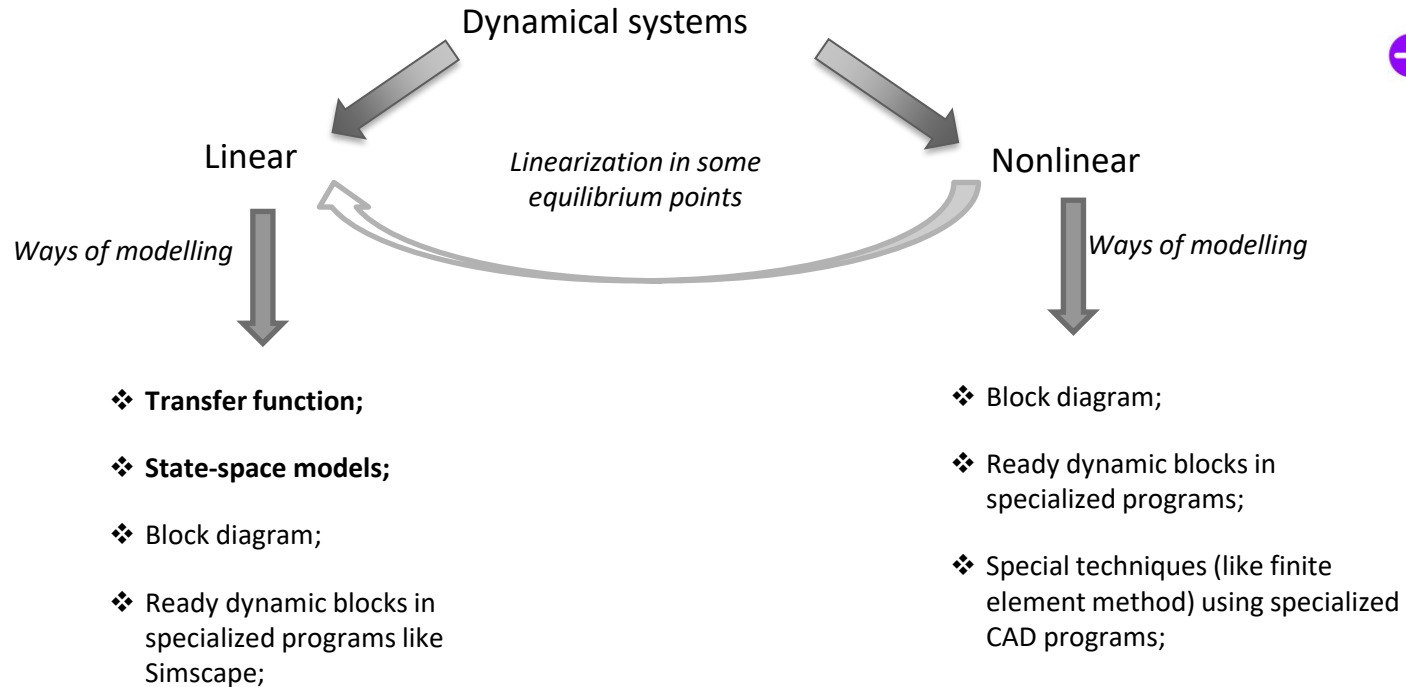 Dynamical systems
Linear
Linearization in some
equilibrium points
Nonlinear
Ways of modelling
Ways of modelling
❖ Transfer function;
❖ State-space models;
❖ Block diagram;
❖ Ready dynamic blocks in
specialized programs like
Simscape;
❖ Block diagram;
❖ Ready dynamic blocks in
specialized programs;
❖ Special techniques (like finite
element method) using specialized
CAD programs;